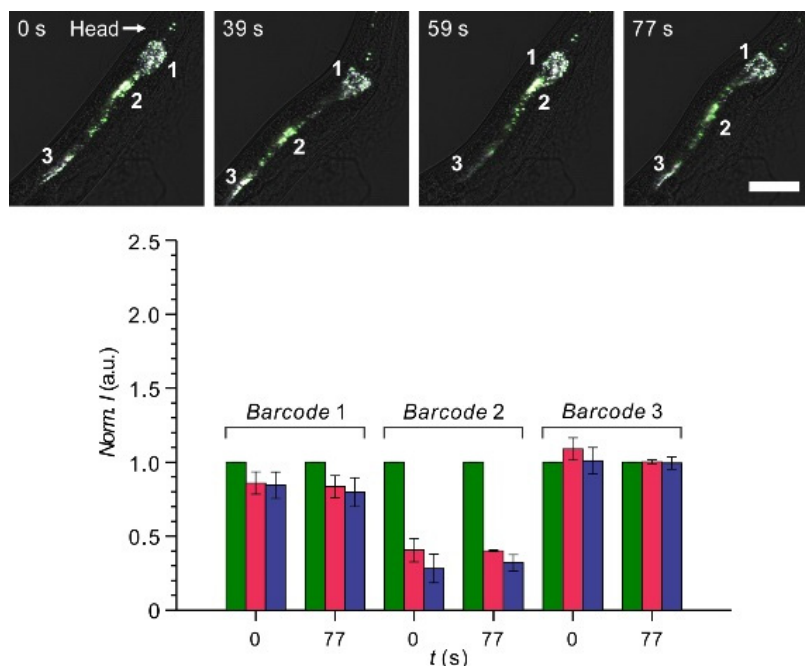 0 s Head → 39 s 59 s 77 s
1 1 1 1
2 2 2 2
3 3 3 3
2.5
2.0
1.5
1.0
0.5
0
Norm. I (a.u.)
Barcode 1 Barcode 2 Barcode 3
0 77 0 77 0 77
t (s)